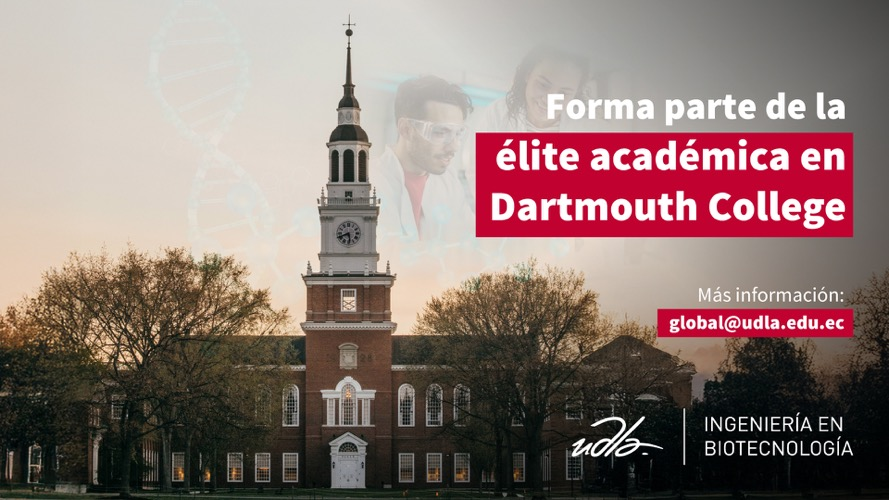 Forma parte de la
élite académica en
Dartmouth College
Más información:
global@udla.edu.ec
udla.
INGENIERÍA EN
BIOTECNOLOGÍA